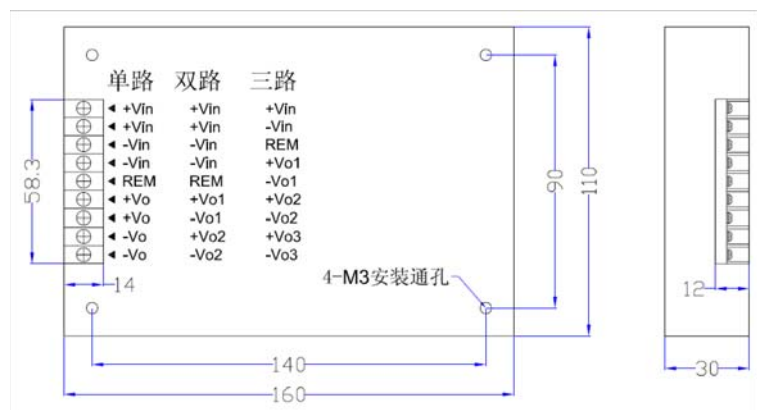 单路 双路 三路
◄ +Vin +Vin +Vin
◄ +Vin +Vin -Vin
◄ -Vin -Vin REM
◄ -Vin -Vin +Vo1
◄ REM REM -Vo1
◄ +Vo +Vo1 +Vo2
◄ +Vo -Vo1 -Vo2
◄ -Vo +Vo2 +Vo3
◄ -Vo -Vo2 -Vo3
58.3
14
4-M3安装通孔
90
110
140
160
12
30